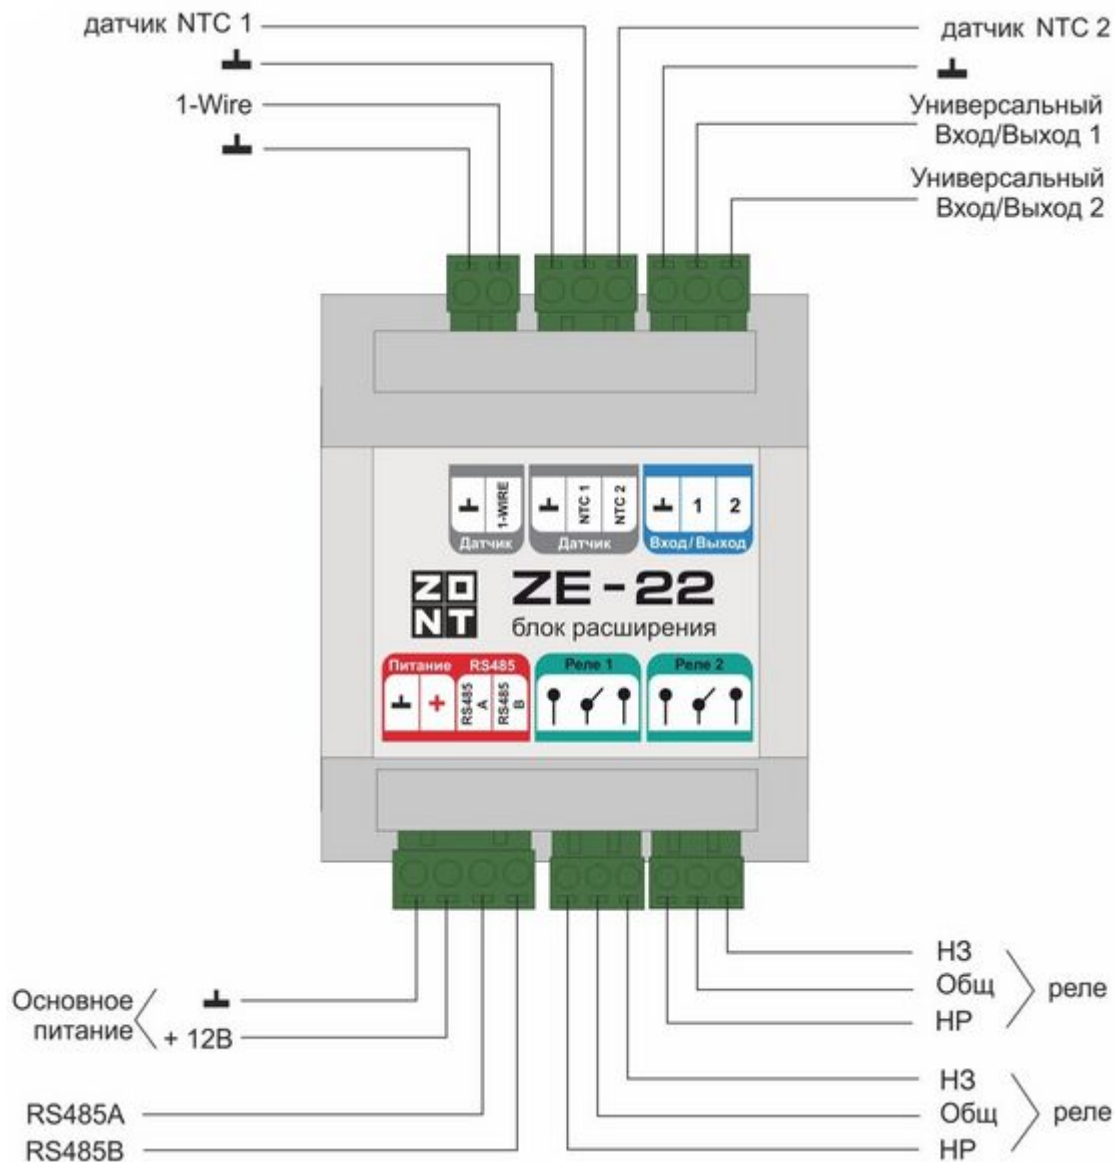 датчик NTC 1
датчик NTC 2
1-Wire
Универсальный
Вход/Выход 1
Универсальный
Вход/Выход 2
1-WIRE
Датчик
NTC 1
NTC 2
Датчик
1 2
Вход/Выход
ZONT
ZE-22
блок расширения
Питание RS485
+
RS485 A
RS485 B
Реле 1
Реле 2
Основное
питание
+ 12В
RS485A
RS485B
НЗ
Общ
НР
реле
НЗ
Общ
НР
реле